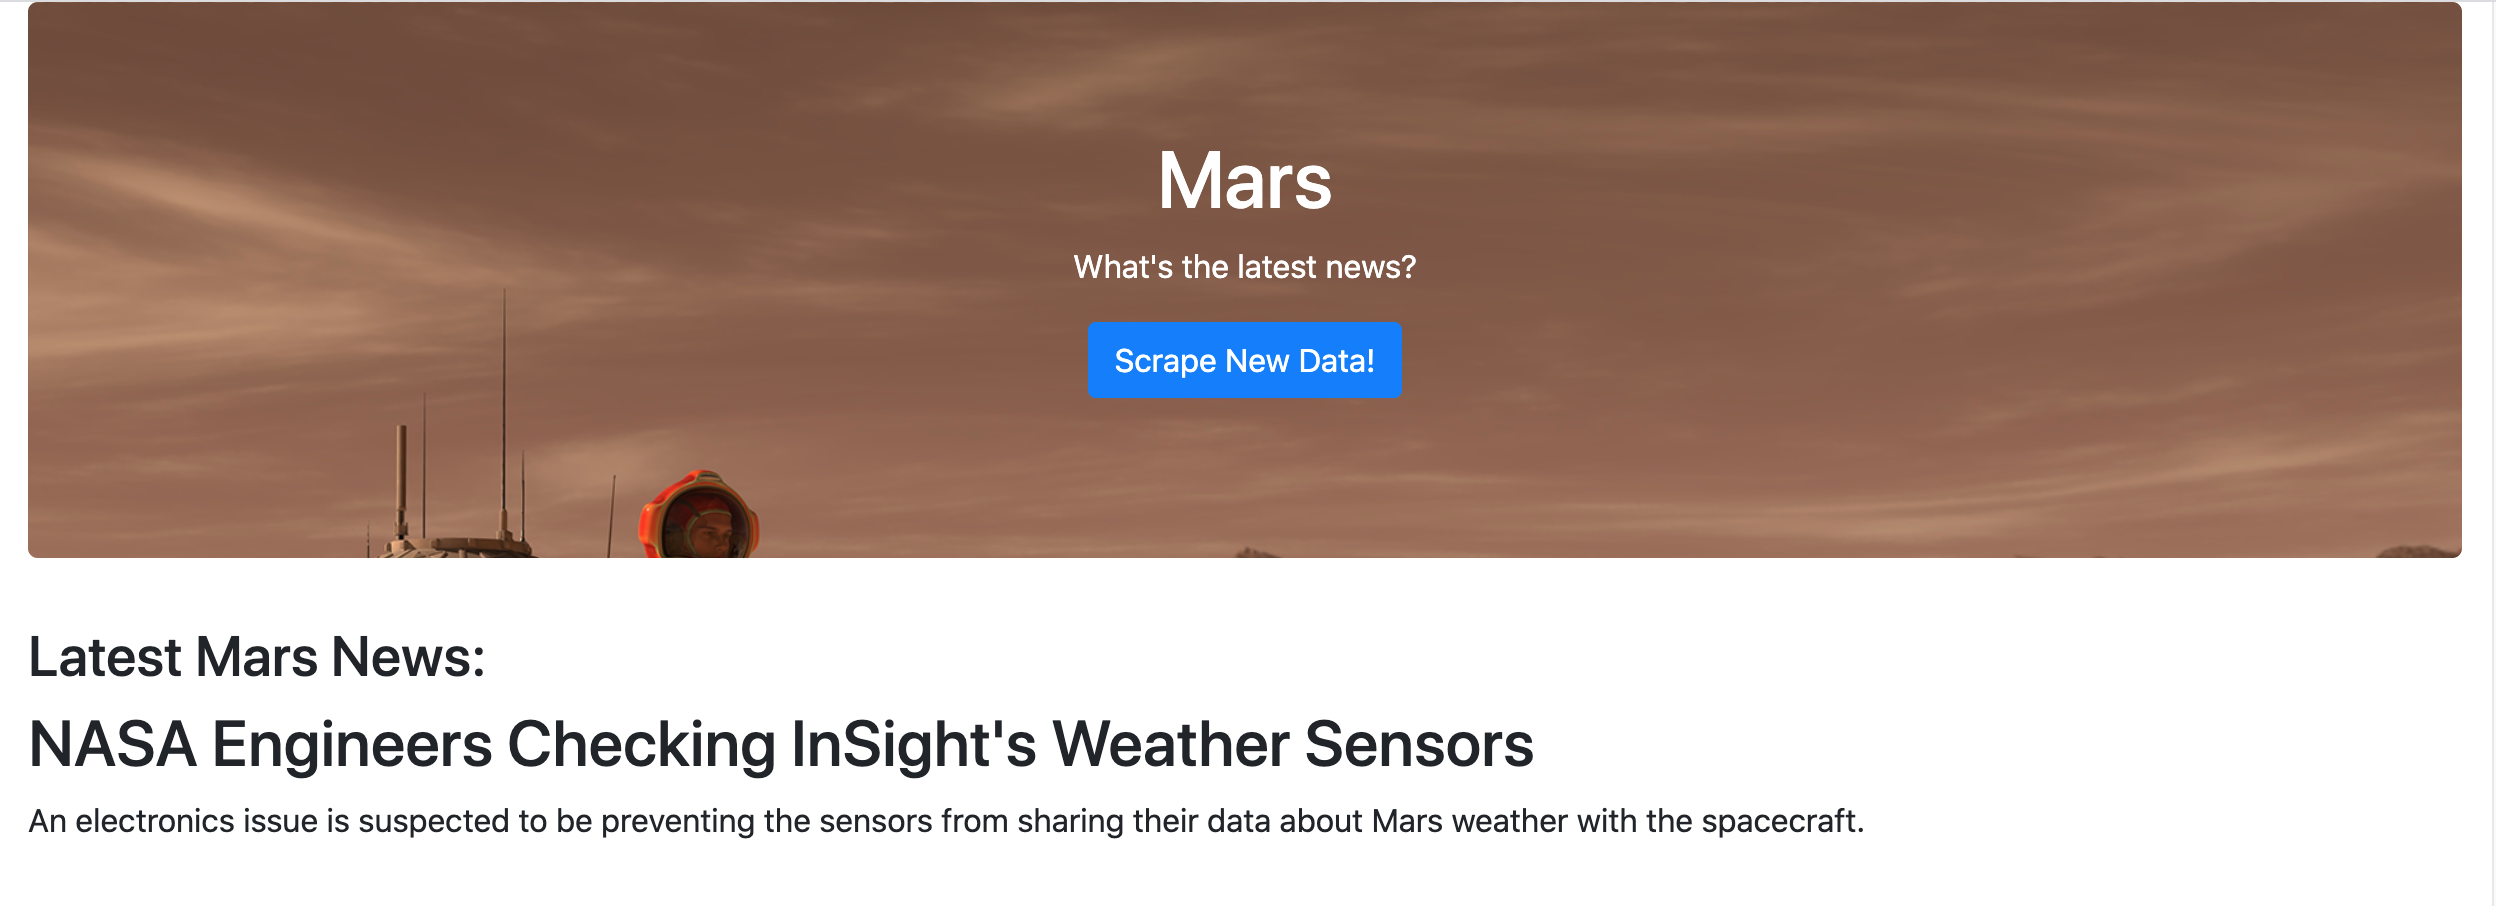 Mars
What's the latest news?
Scrape New Data!
Latest Mars News:
NASA Engineers Checking InSight's Weather Sensors
An electronics issue is suspected to be preventing the sensors from sharing their data about Mars weather with the spacecraft.